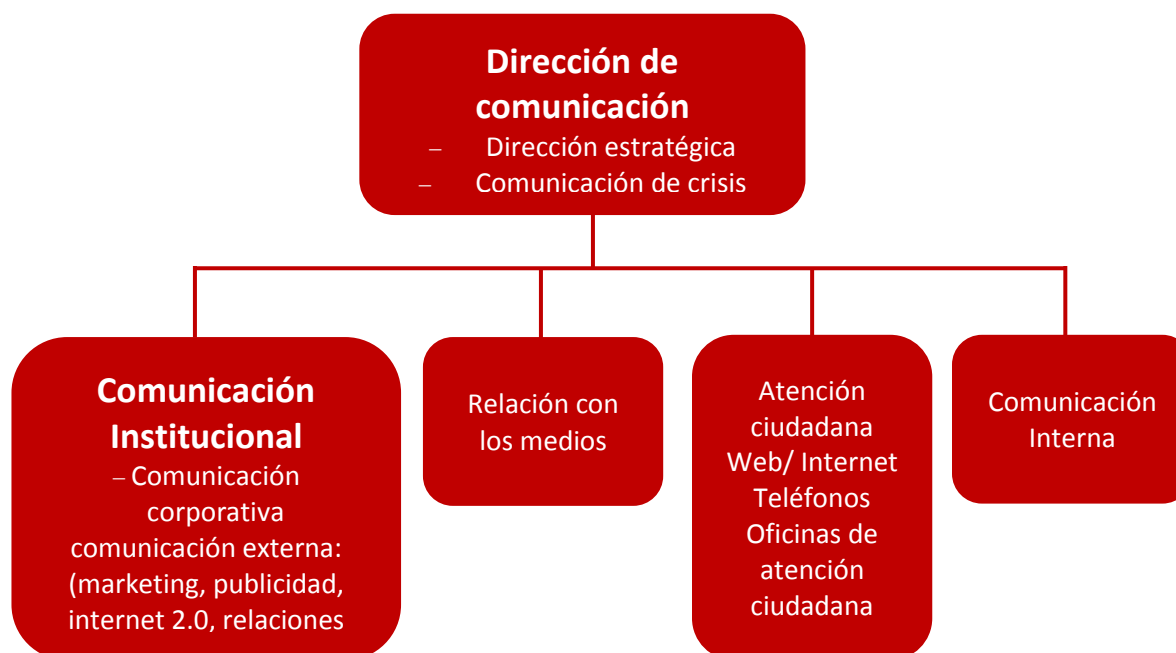 Dirección de
comunicación
– Dirección estratégica
– Comunicación de crisis
Comunicación
Institucional
– Comunicación
corporativa
comunicación externa:
(marketing, publicidad,
internet 2.0, relaciones
Relación con
los medios
Atención
ciudadana
Web/ Internet
Teléfonos
Oficinas de
atención
ciudadana
Comunicación
Interna